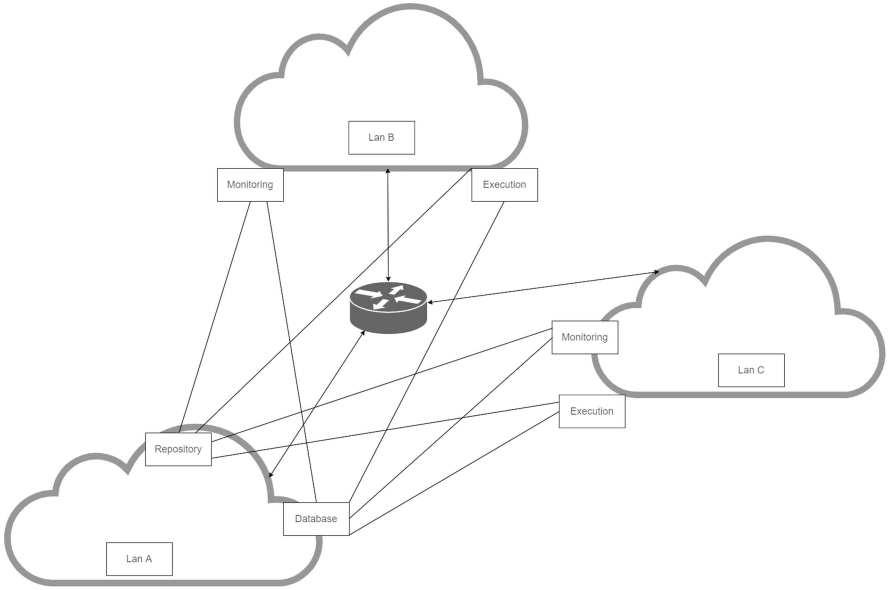 Lan B
Monitoring
Execution
Monitoring
Lan C
Execution
Repository
Database
Lan A